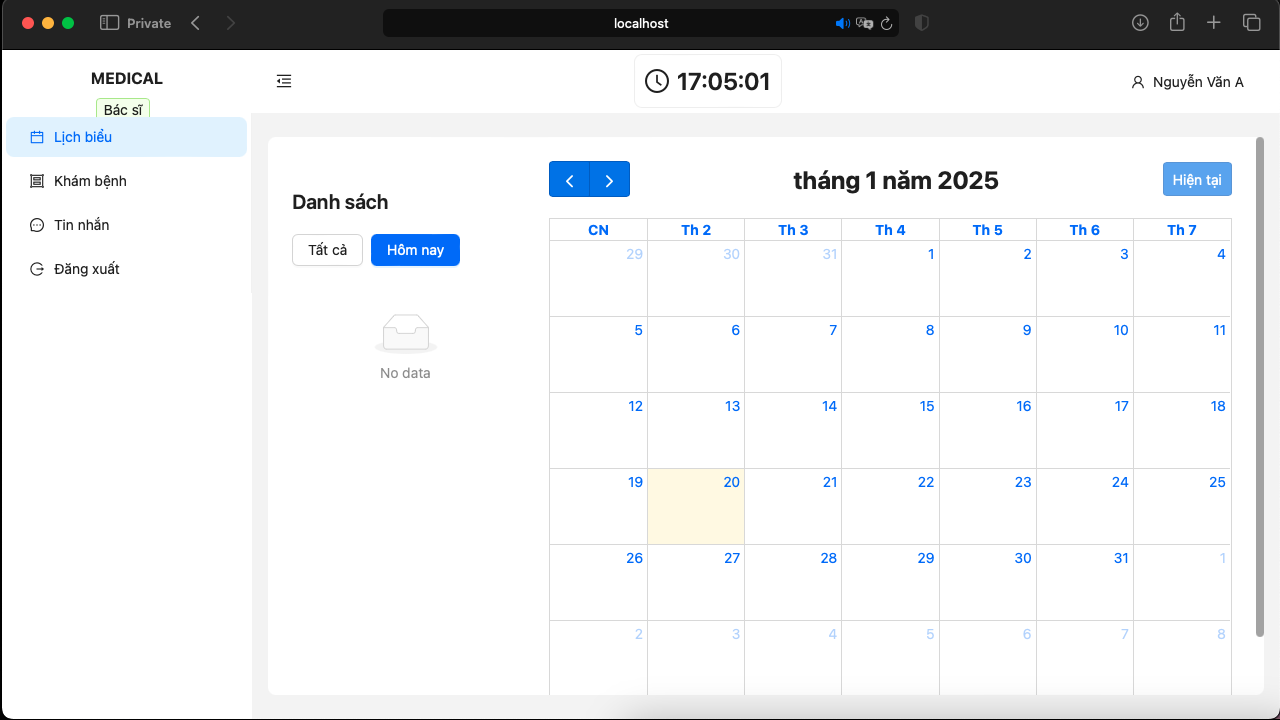 Private
localhost
MEDICAL
Bác sĩ
Lịch biểu
Khám bệnh
Tin nhắn
Đăng xuất
17:05:01
Nguyễn Văn A
Danh sách
Tất cả Hôm nay
No data
tháng 1 năm 2025
Hiện tại
CN Th 2 Th 3 Th 4 Th 5 Th 6 Th 7
29 30 31 1 2 3 4
5 6 7 8 9 10 11
12 13 14 15 16 17 18
19 20 21 22 23 24 25
26 27 28 29 30 31 1
2 3 4 5 6 7 8